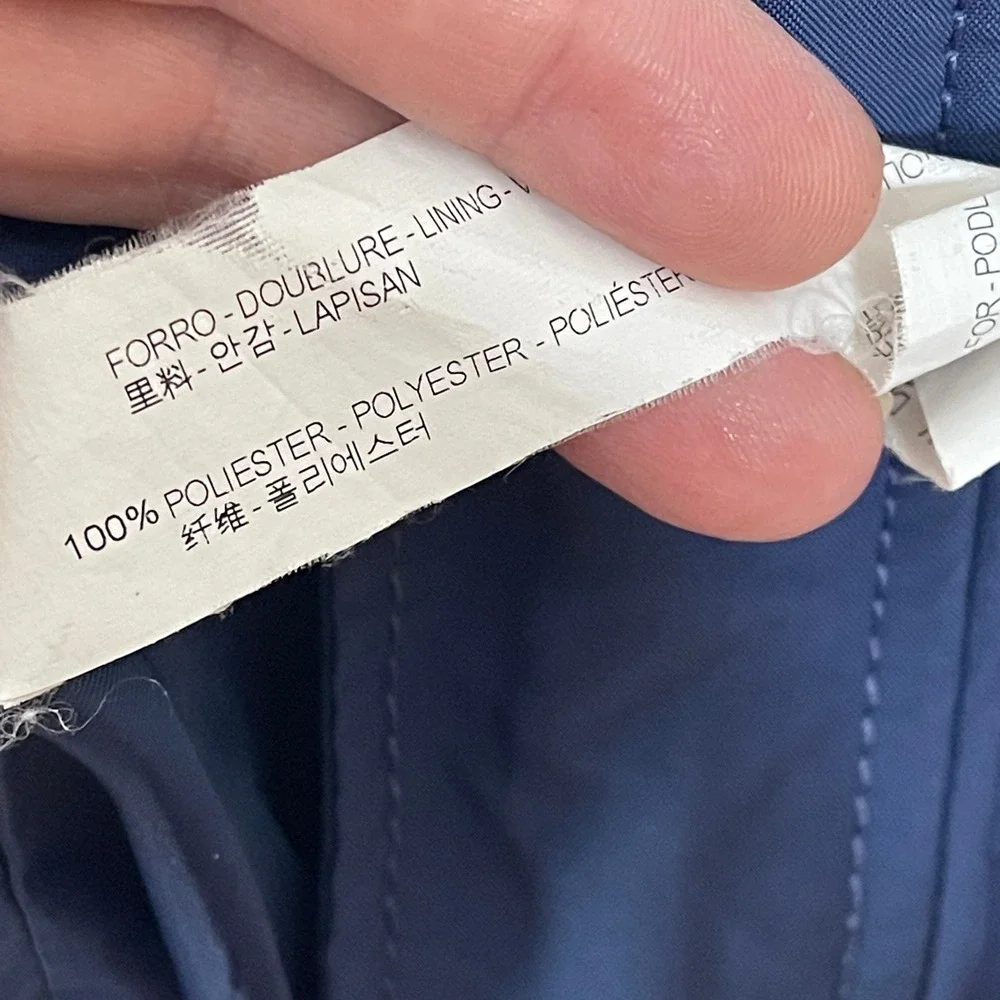 FORRO - DOUBLURE - LINING -
里料 - 안감 - LAPISAN
100% POLIESTER - POLYESTER - POLIÉSTER
纤维 - 폴리에스터
FOR - PODL